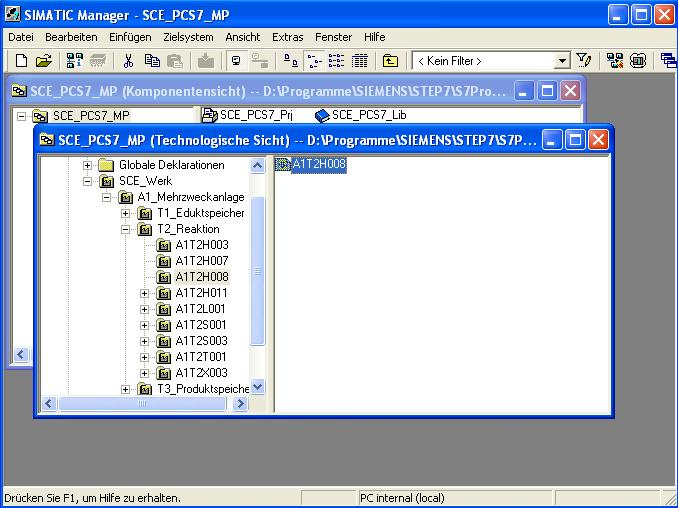 SIMATIC Manager - SCE_PCS7_MP
Datei Bearbeiten Einfügen Zielsystem Ansicht Extras Fenster Hilfe
< Kein Filter >
SCE_PCS7_MP (Komponentensicht) -- D:\Programme\SIEMENS\STEP7\S7Pro...
SCE_PCS7_MP SCE_PCS7_Prj SCE_PCS7_Lib
SCE_PCS7_MP (Technologische Sicht) -- D:\Programme\SIEMENS\STEP7\S7P...
Globale Deklarationen A1T2H008
SCE_Werk
A1_Mehrzweckanlage
T1_Eduktspeicher
T2_Reaktion
A1T2H003
A1T2H007
A1T2H008
A1T2H011
A1T2L001
A1T2S001
A1T2S003
A1T2T001
A1T2X003
T3_Produktspeiche
Drücken Sie F1, um Hilfe zu erhalten. PC internal (local)